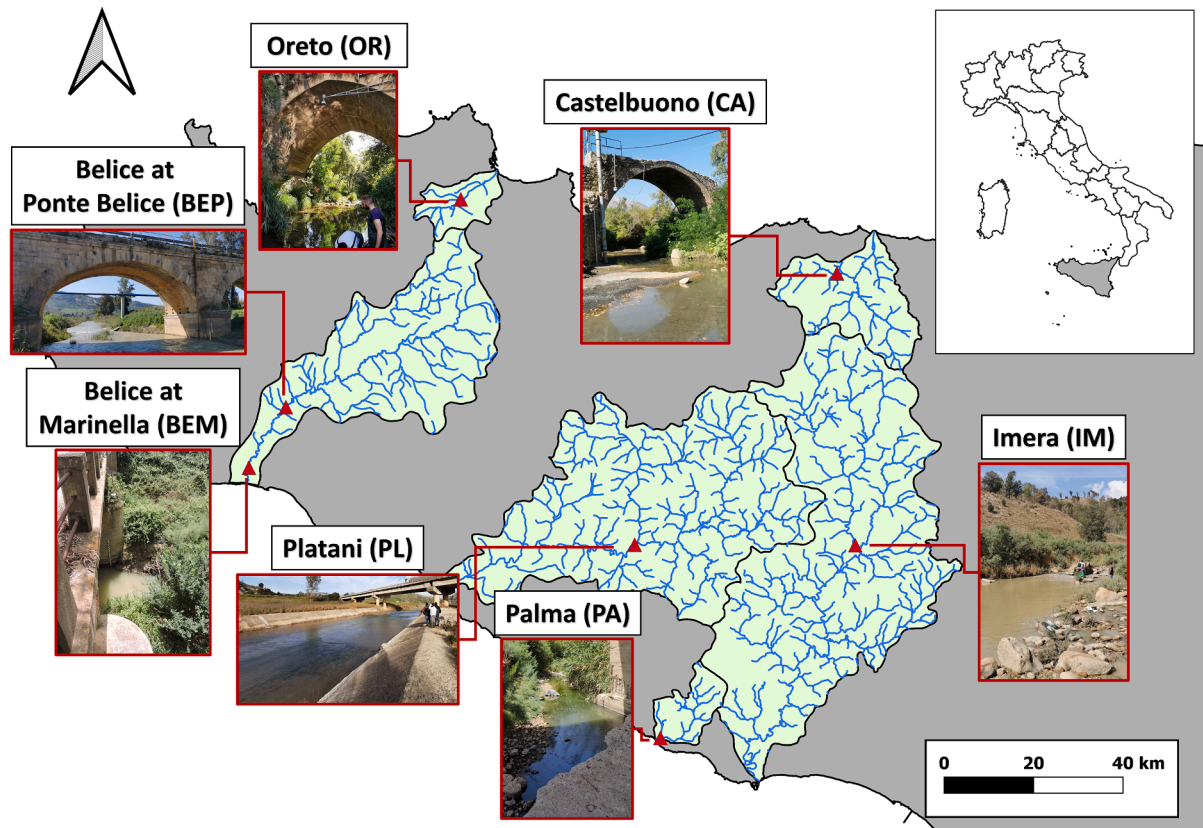 Oreto (OR)
Castelbuono (CA)
Belice at
Ponte Belice (BEP)
Belice at
Marinella (BEM)
Imera (IM)
Platani (PL)
Palma (PA)
0 20 40 km